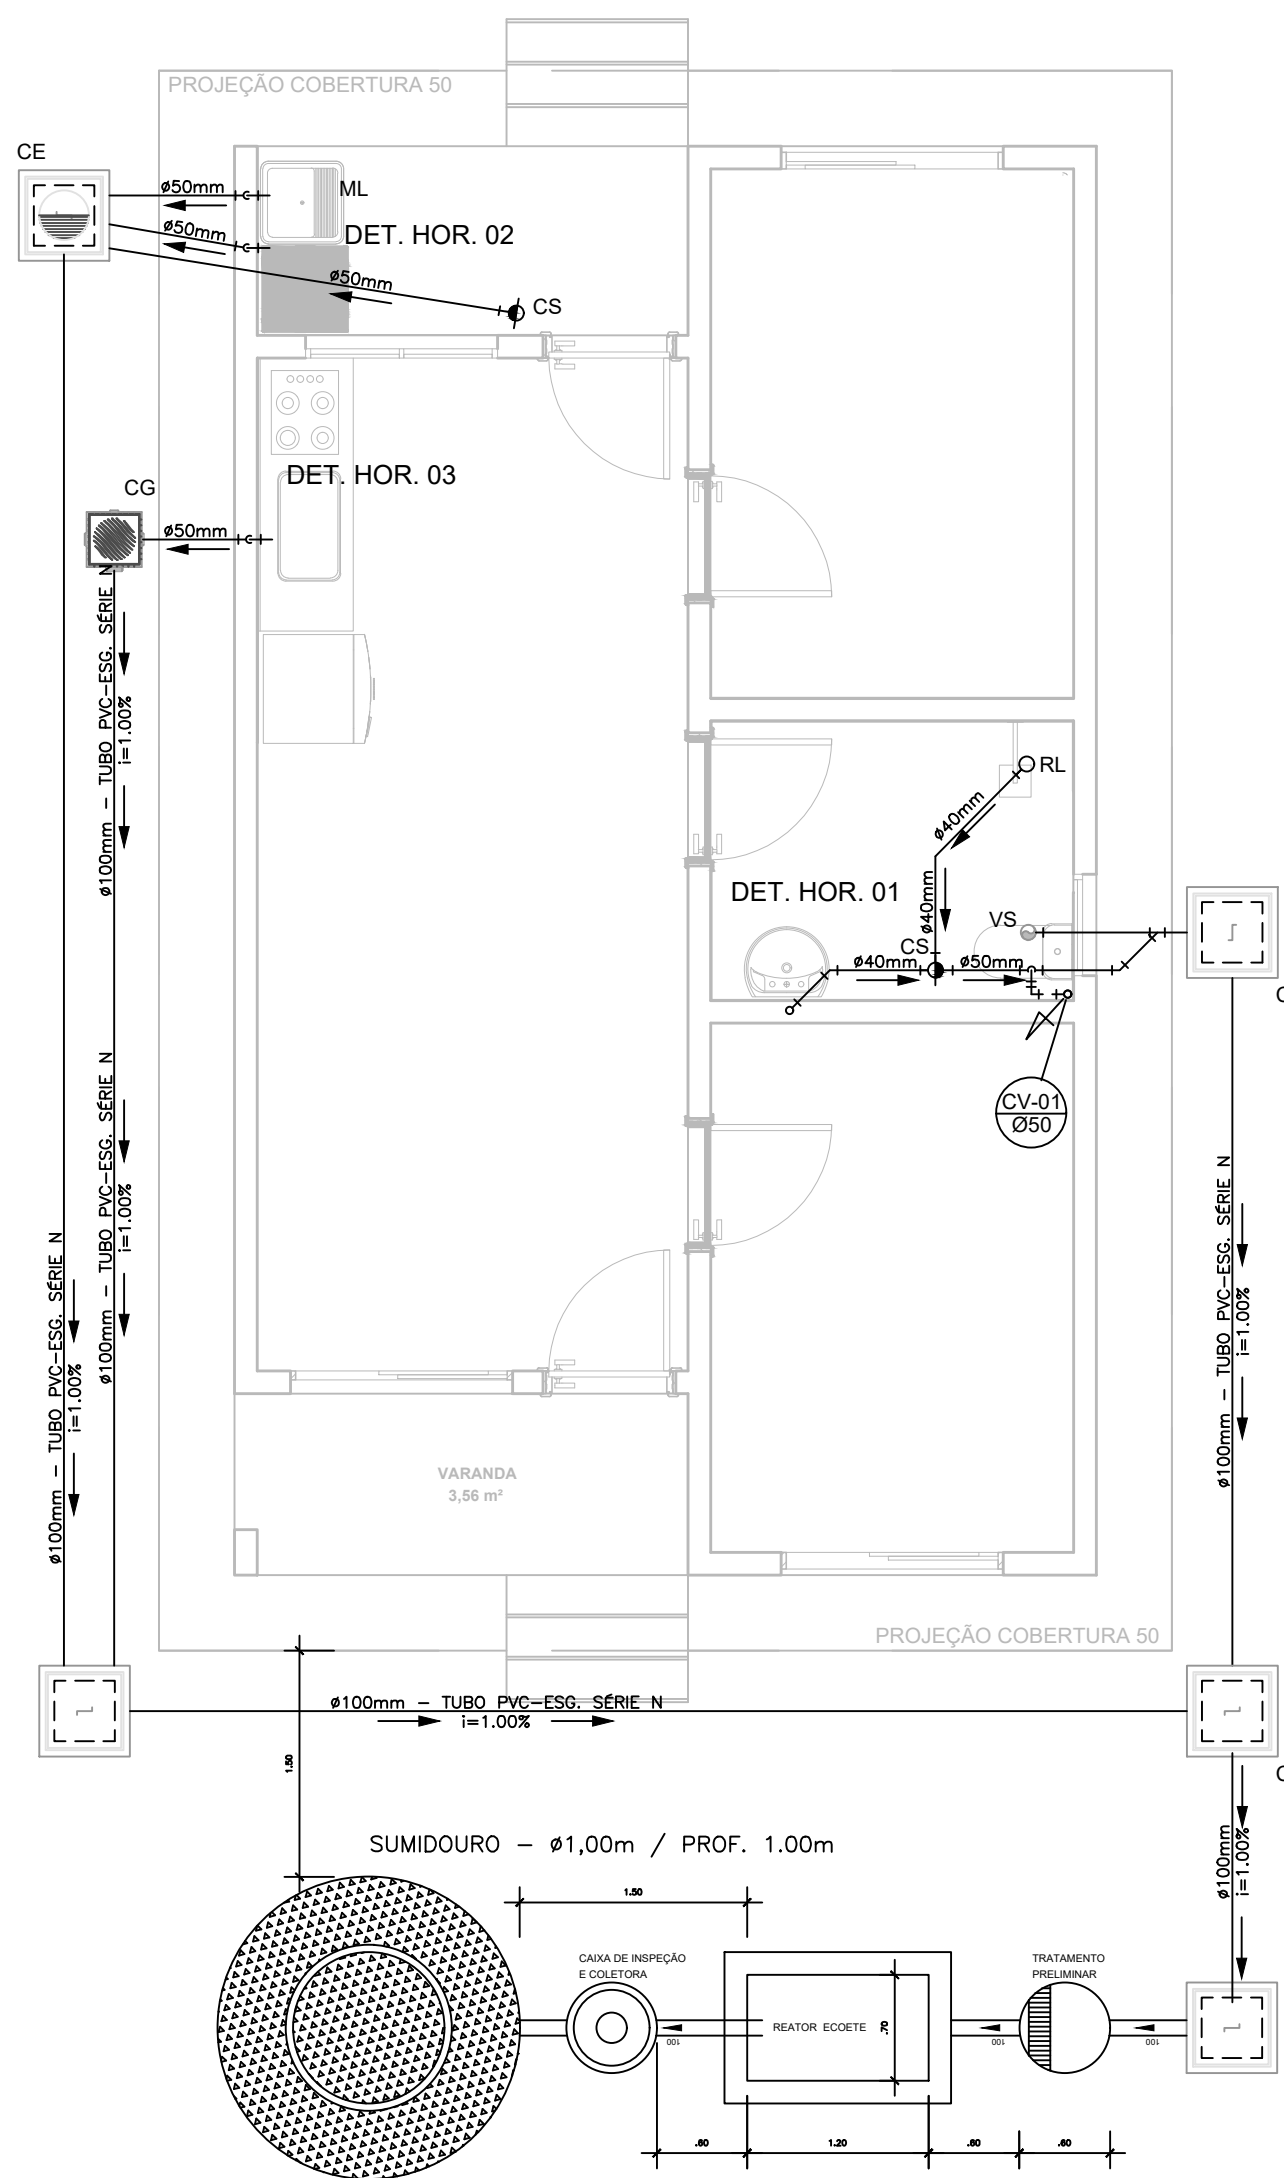 PROJEÇÃO COBERTURA 50
CE
ø50mm
ML
DET. HOR. 02
ø50mm
ø50mm
CS
DET. HOR. 03
CG
ø50mm
ø100mm – TUBO PVC–ESG. SÉRIE N
i=1.00%
RL
ø40mm
DET. HOR. 01
ø40mm
VS
CS
ø40mm
ø50mm
C
CV-01
Ø50
ø100mm – TUBO PVC–ESG. SÉRIE N
i=1.00%
ø100mm – TUBO PVC–ESG. SÉRIE N
i=1.00%
ø100mm – TUBO PVC–ESG. SÉRIE N
i=1.00%
VARANDA
3,56 m²
PROJEÇÃO COBERTURA 50
ø100mm – TUBO PVC–ESG. SÉRIE N
i=1.00%
1.50
C
SUMIDOURO – ø1,00m / PROF. 1.00m
ø100mm
i=1.00%
1.50
CAIXA DE INSPEÇÃO
E COLETORA
TRATAMENTO
PRELIMINAR
REATOR ECOETE
.70
100
100
100
.60
1.20
.60
.60